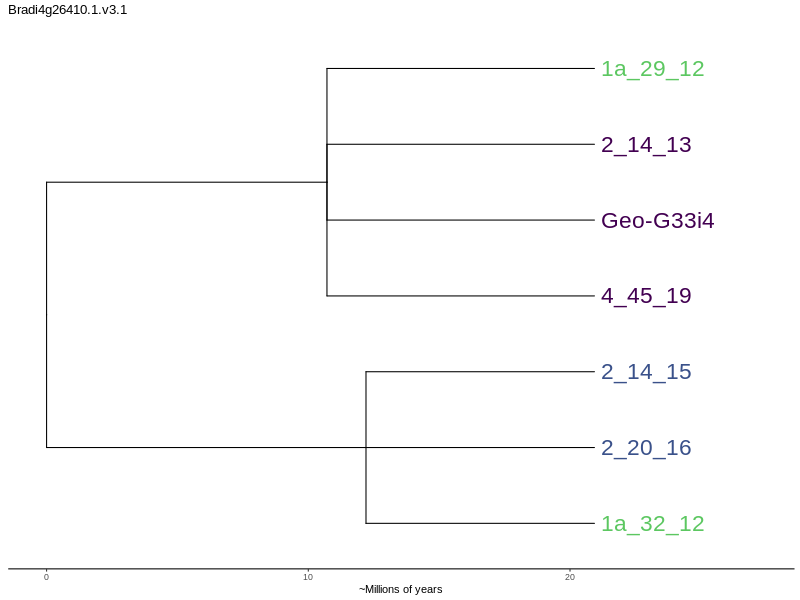 Bradi4g26410.1.v3.1
1a_29_12
2_14_13
Geo-G33i4
4_45_19
2_14_15
2_20_16
1a_32_12
0 10 20
~Millions of years